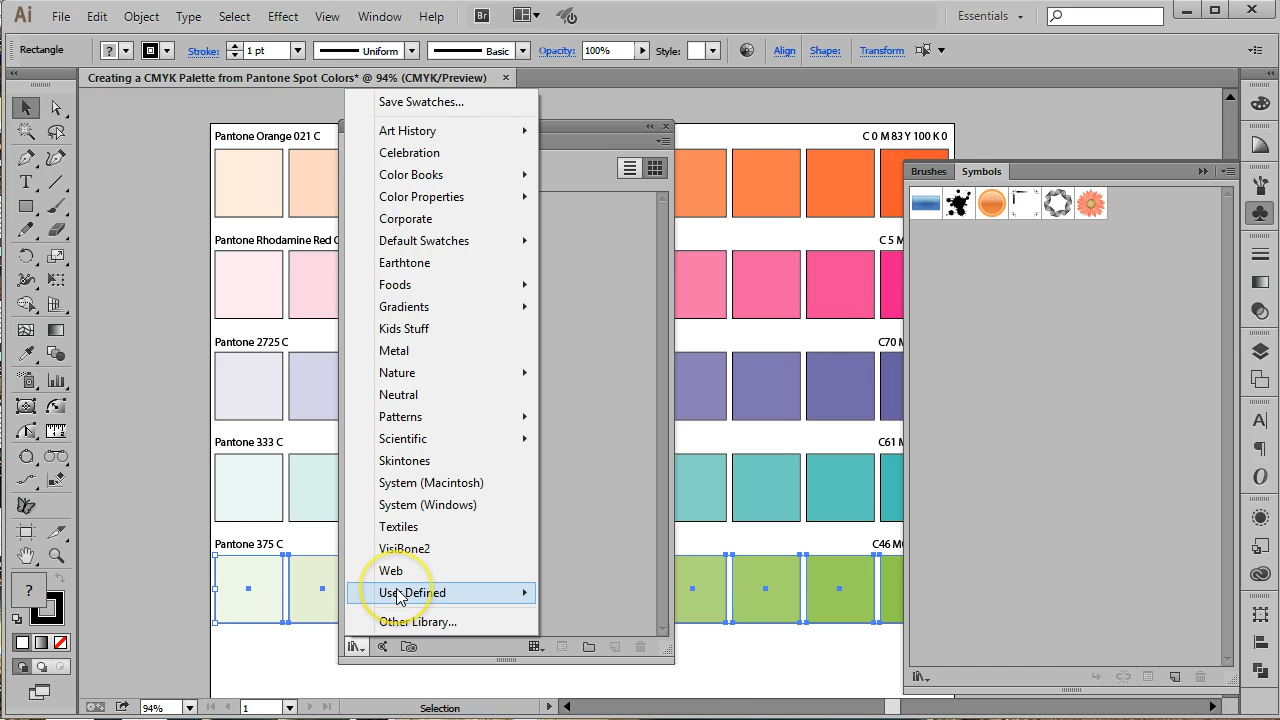 Ai File Edit Object Type Select Effect View Window Help Br Essentials
Rectangle ? Stroke: 1 pt Uniform Basic Opacity: 100% Style: Align Shape: Transform
Creating a CMYK Palette from Pantone Spot Colors* @ 94% (CMYK/Preview)
Save Swatches...
Art History
Celebration
Color Books
Color Properties
Corporate
Default Swatches
Earthtone
Foods
Gradients
Kids Stuff
Metal
Nature
Neutral
Patterns
Scientific
Skintones
System (Macintosh)
System (Windows)
Textiles
VisiBone2
Web
User Defined
Other Library...
Pantone Orange 021 C
C 0 M 83 Y 100 K 0
Pantone Rhodamine Red C
C 5 M
Pantone 2725 C
C70 M
Pantone 333 C
C61 M
Pantone 375 C
C46 M
Brushes Symbols
?
94% 1 Selection